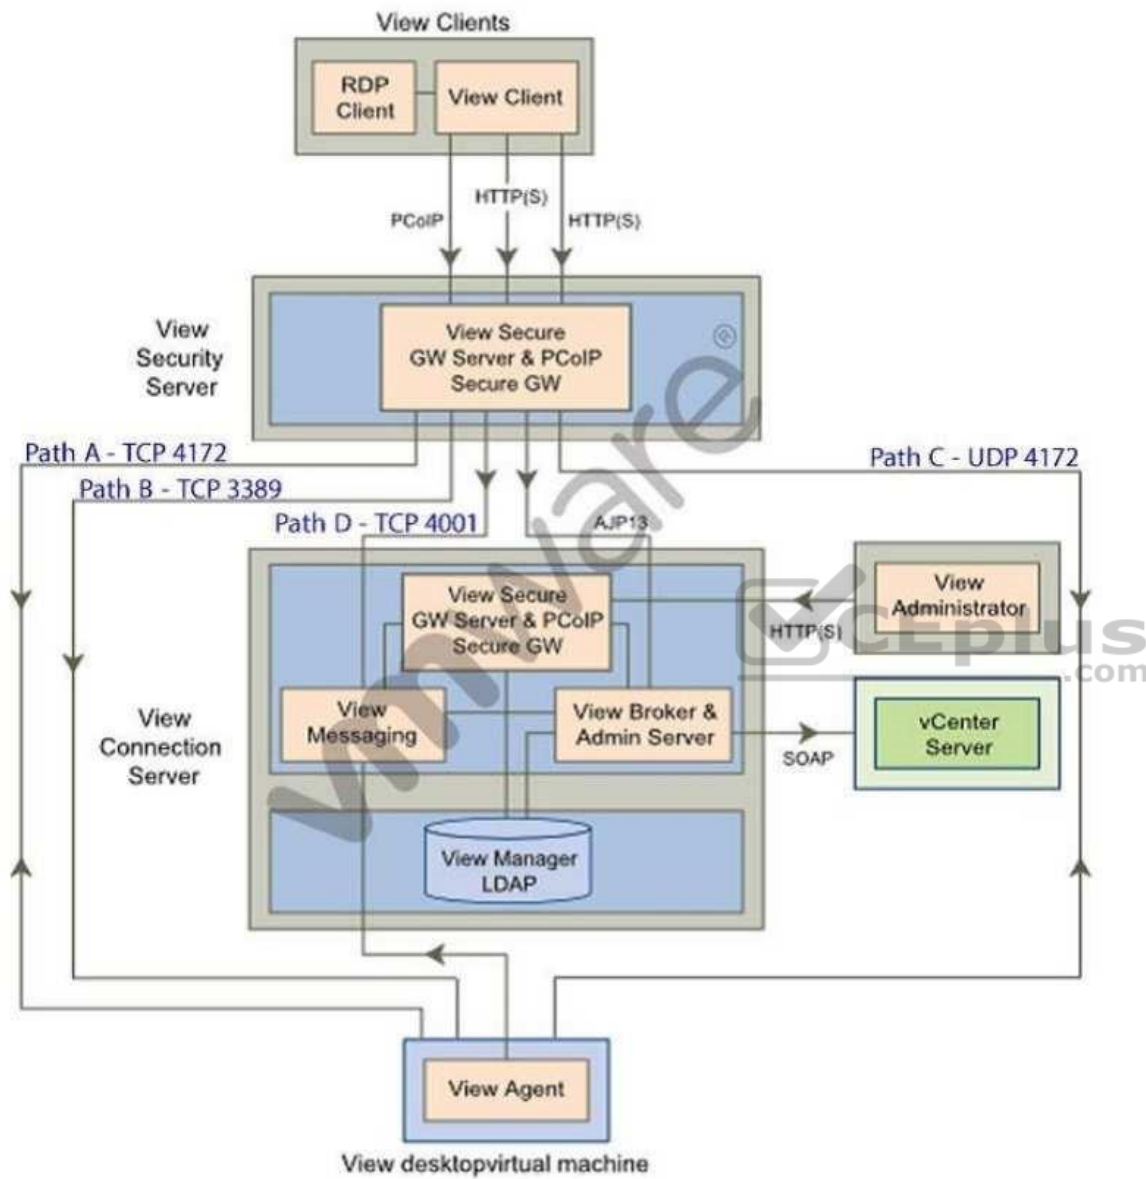 View Clients
RDP
Client
View Client
PCoIP
HTTP(S)
HTTP(S)
View
Security
Server
View Secure
GW Server & PCoIP
Secure GW
Path A - TCP 4172
Path B - TCP 3389
Path D - TCP 4001
AJP13
Path C - UDP 4172
vmware®
View
Connection
Server
View Secure
GW Server & PCoIP
Secure GW
HTTP(S)
View
Administrator
CEplus
.com
View
Messaging
View Broker &
Admin Server
SOAP
vCenter
Server
View Manager
LDAP
View Agent
View desktopvirtual machine